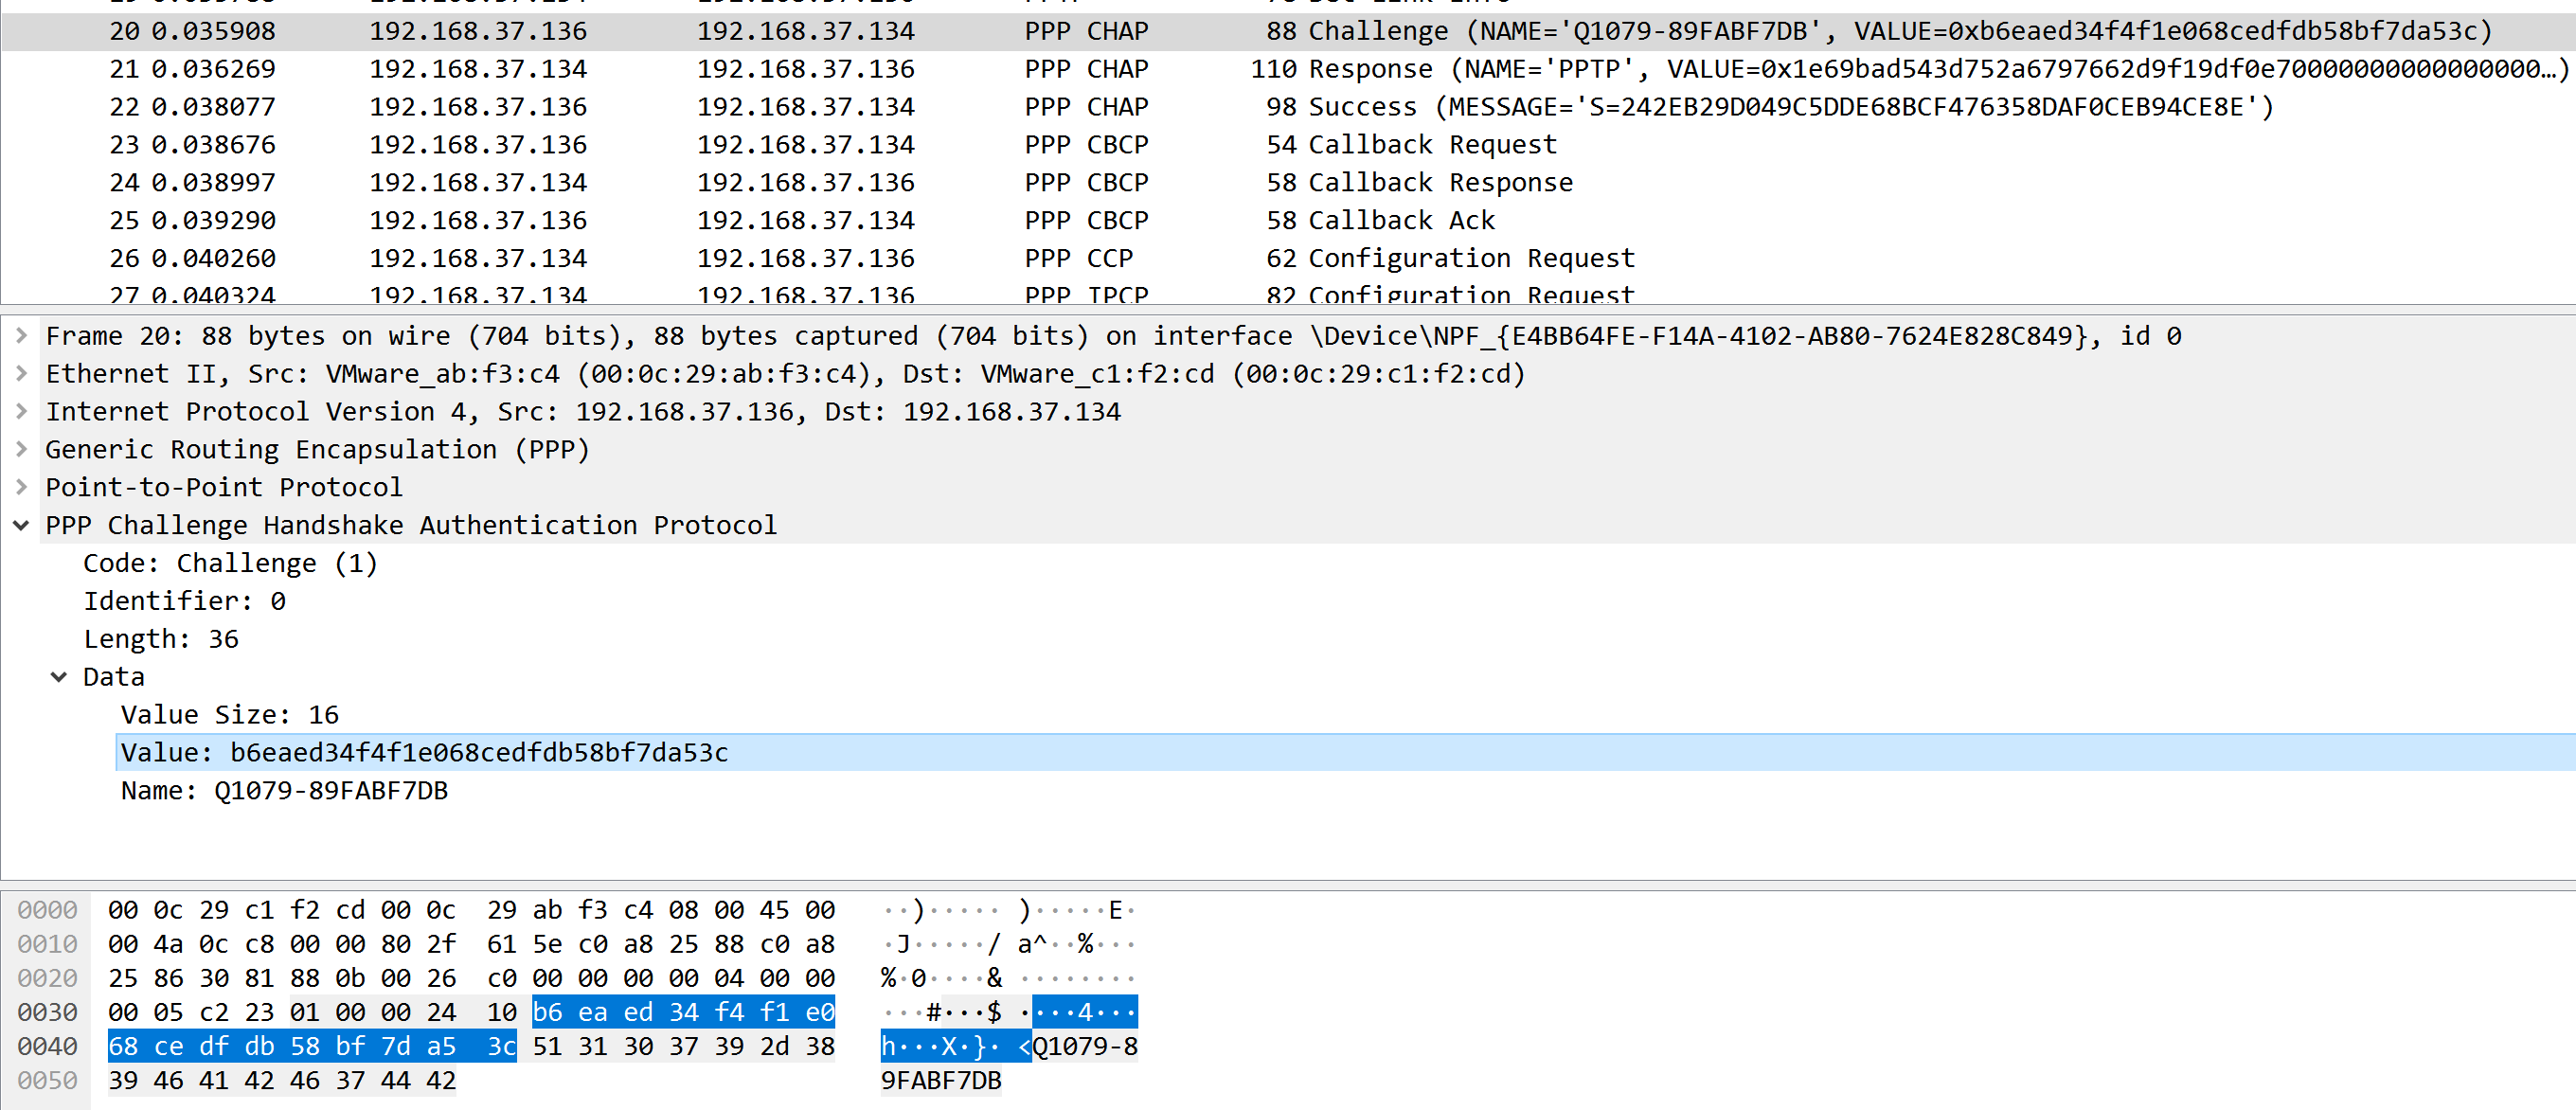 20 0.035908 192.168.37.136 192.168.37.134 PPP CHAP 88 Challenge (NAME='Q1079-89FABF7DB', VALUE=0xb6eaed34f4f1e068cedfdb58bf7da53c)
21 0.036269 192.168.37.134 192.168.37.136 PPP CHAP 110 Response (NAME='PPTP', VALUE=0x1e69bad543d752a6797662d9f19df0e70000000000000000…)
22 0.038077 192.168.37.136 192.168.37.134 PPP CHAP 98 Success (MESSAGE='S=242EB29D049C5DDE68BCF476358DAF0CEB94CE8E')
23 0.038676 192.168.37.136 192.168.37.134 PPP CBCP 54 Callback Request
24 0.038997 192.168.37.134 192.168.37.136 PPP CBCP 58 Callback Response
25 0.039290 192.168.37.136 192.168.37.134 PPP CBCP 58 Callback Ack
26 0.040260 192.168.37.134 192.168.37.136 PPP CCP 62 Configuration Request
27 0.040324 192.168.37.134 192.168.37.136 PPP IPCP 82 Configuration Request
Frame 20: 88 bytes on wire (704 bits), 88 bytes captured (704 bits) on interface \Device\NPF_{E4BB64FE-F14A-4102-AB80-7624E828C849}, id 0
Ethernet II, Src: VMware_ab:f3:c4 (00:0c:29:ab:f3:c4), Dst: VMware_c1:f2:cd (00:0c:29:c1:f2:cd)
Internet Protocol Version 4, Src: 192.168.37.136, Dst: 192.168.37.134
Generic Routing Encapsulation (PPP)
Point-to-Point Protocol
PPP Challenge Handshake Authentication Protocol
Code: Challenge (1)
Identifier: 0
Length: 36
Data
Value Size: 16
Value: b6eaed34f4f1e068cedfdb58bf7da53c
Name: Q1079-89FABF7DB
0000 00 0c 29 c1 f2 cd 00 0c 29 ab f3 c4 08 00 45 00 ··)····· )·····E·
0010 00 4a 0c c8 00 00 80 2f 61 5e c0 a8 25 88 c0 a8 ·J·····/ a^··%···
0020 25 86 30 81 88 0b 00 26 c0 00 00 00 00 04 00 00 %·0····& ········
0030 00 05 c2 23 01 00 00 24 10 b6 ea ed 34 f4 f1 e0 ···#···$ ····4···
0040 68 ce df db 58 bf 7d a5 3c 51 31 30 37 39 2d 38 h···X·}· <Q1079-8
0050 39 46 41 42 46 37 44 42 9FABF7DB